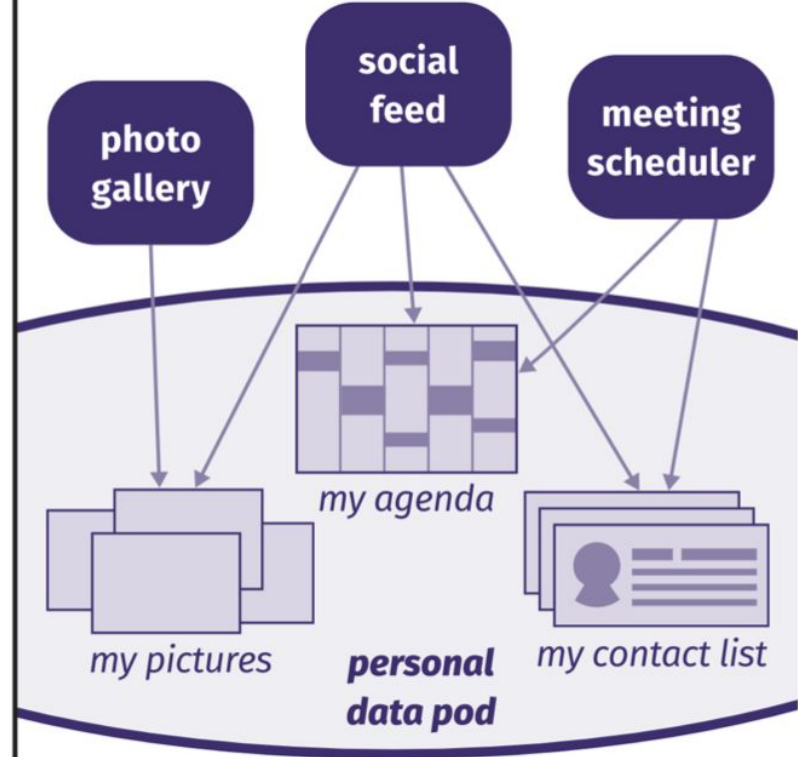 social
feed
photo
gallery
meeting
scheduler
my agenda
my pictures
personal
data pod
my contact list